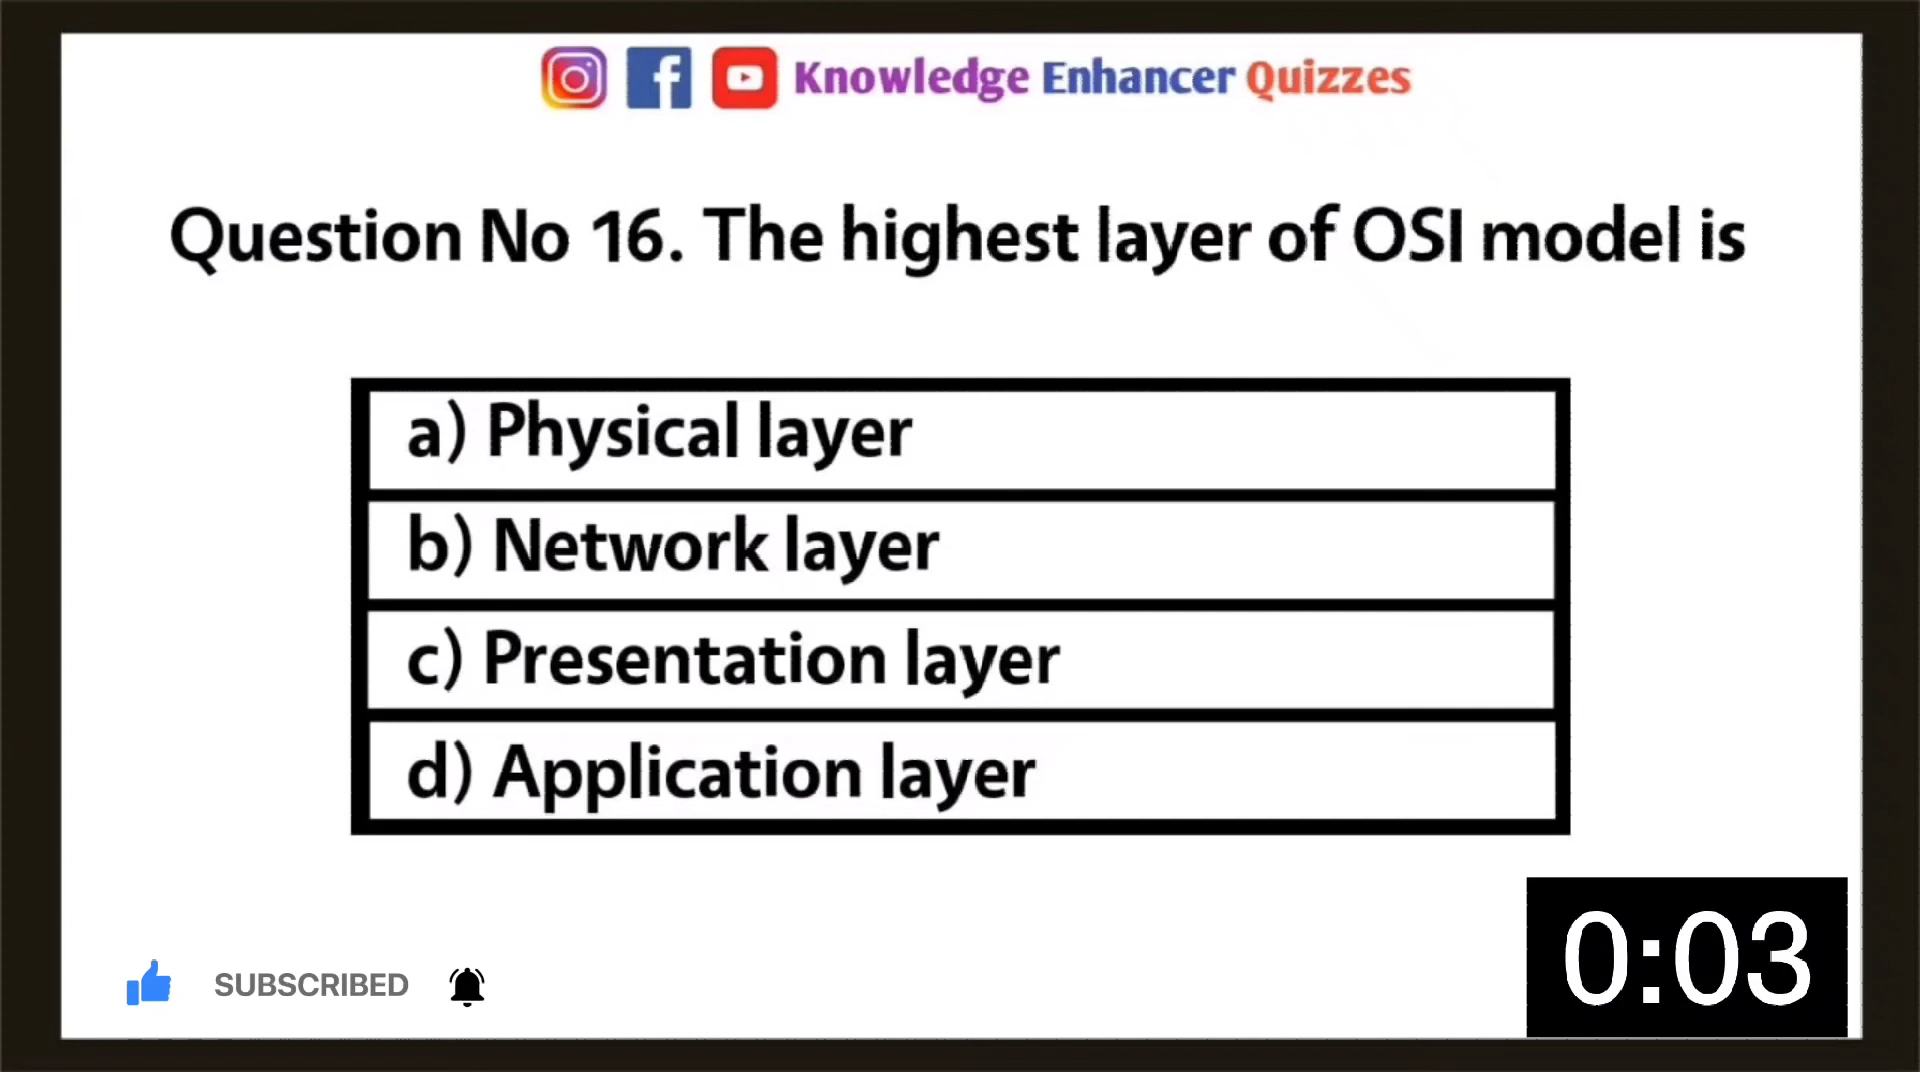 Knowledge Enhancer Quizzes
Question No 16. The highest layer of OSI model is
a) Physical layer
b) Network layer
c) Presentation layer
d) Application layer
SUBSCRIBED
0:03